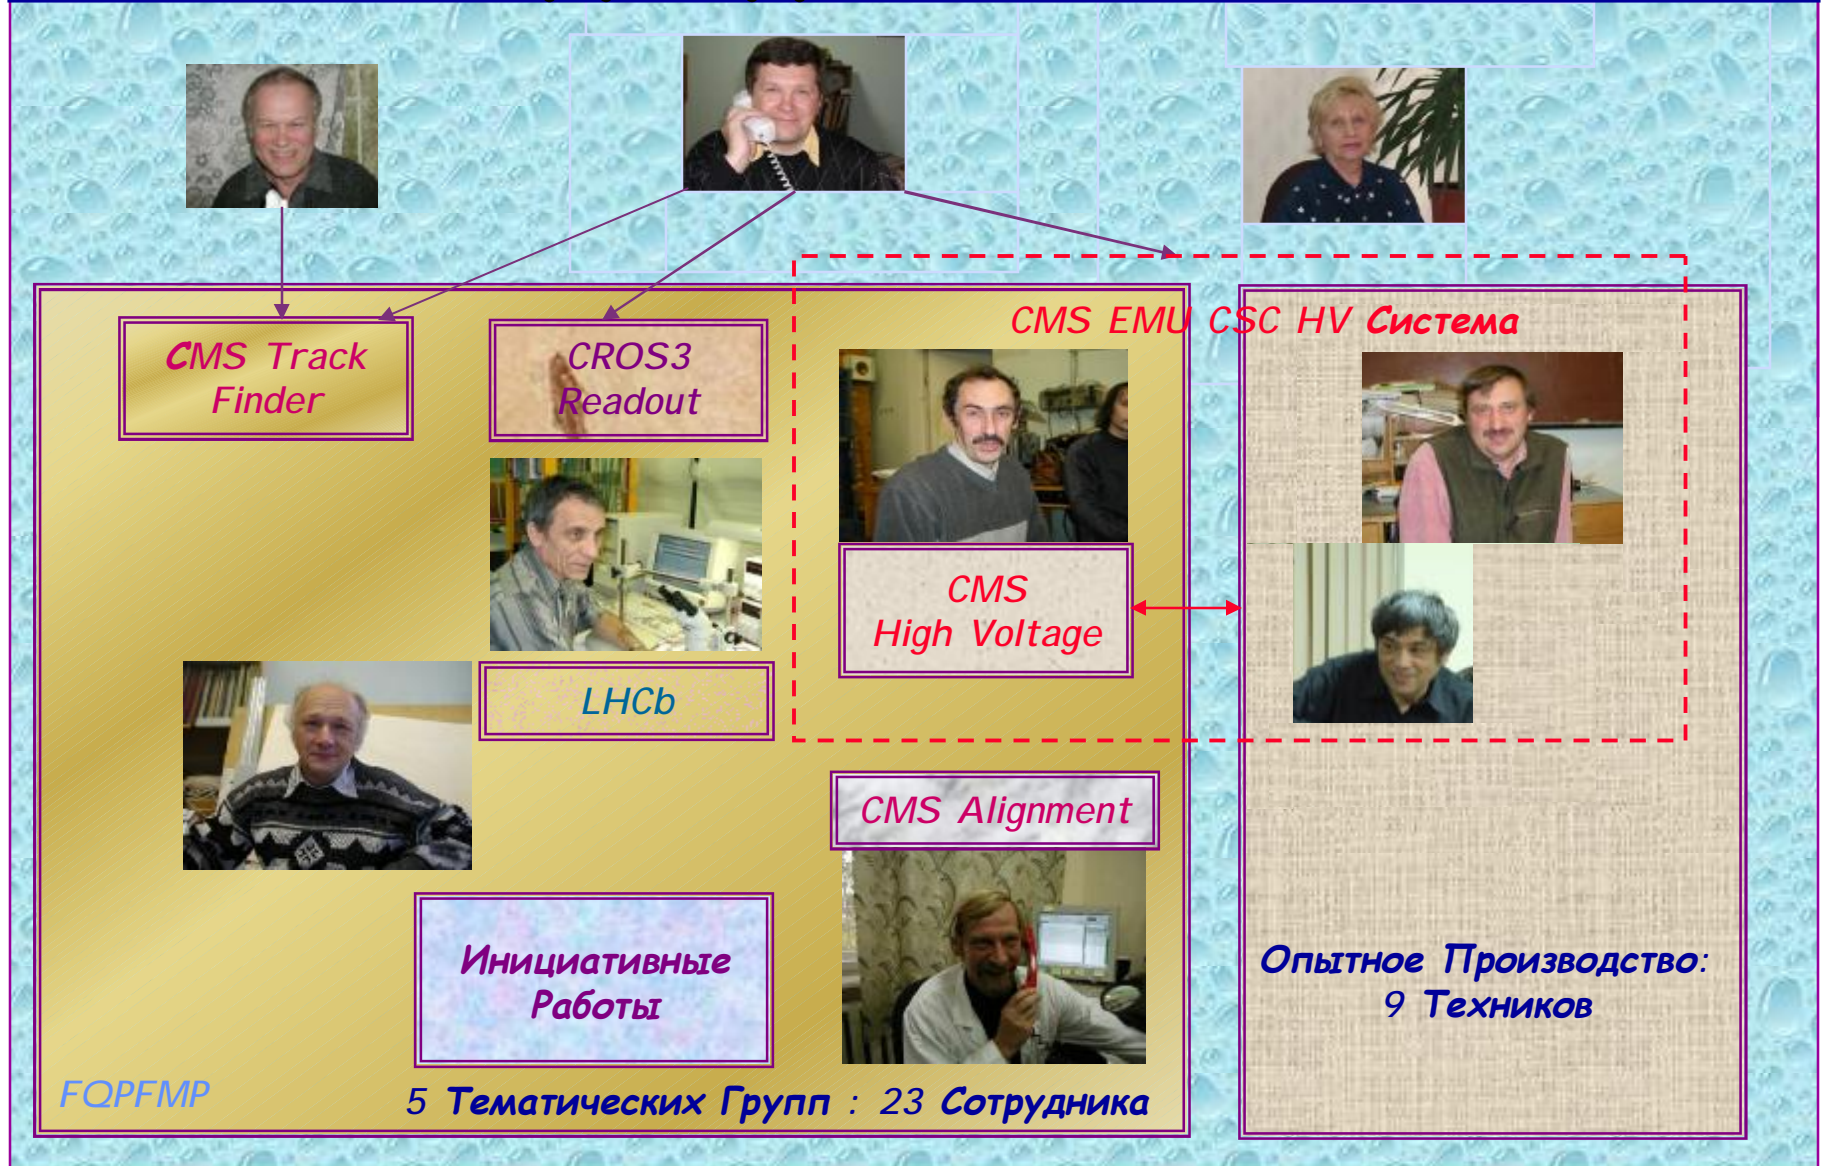 CMS EMU CSC HV Система
CMS Track
Finder
CROS3
Readout
CMS
High Voltage
LHCb
CMS Alignment
Инициативные
Работы
Опытное Производство:
9 Техников
FQPFMP
5 Тематических Групп : 23 Сотрудника